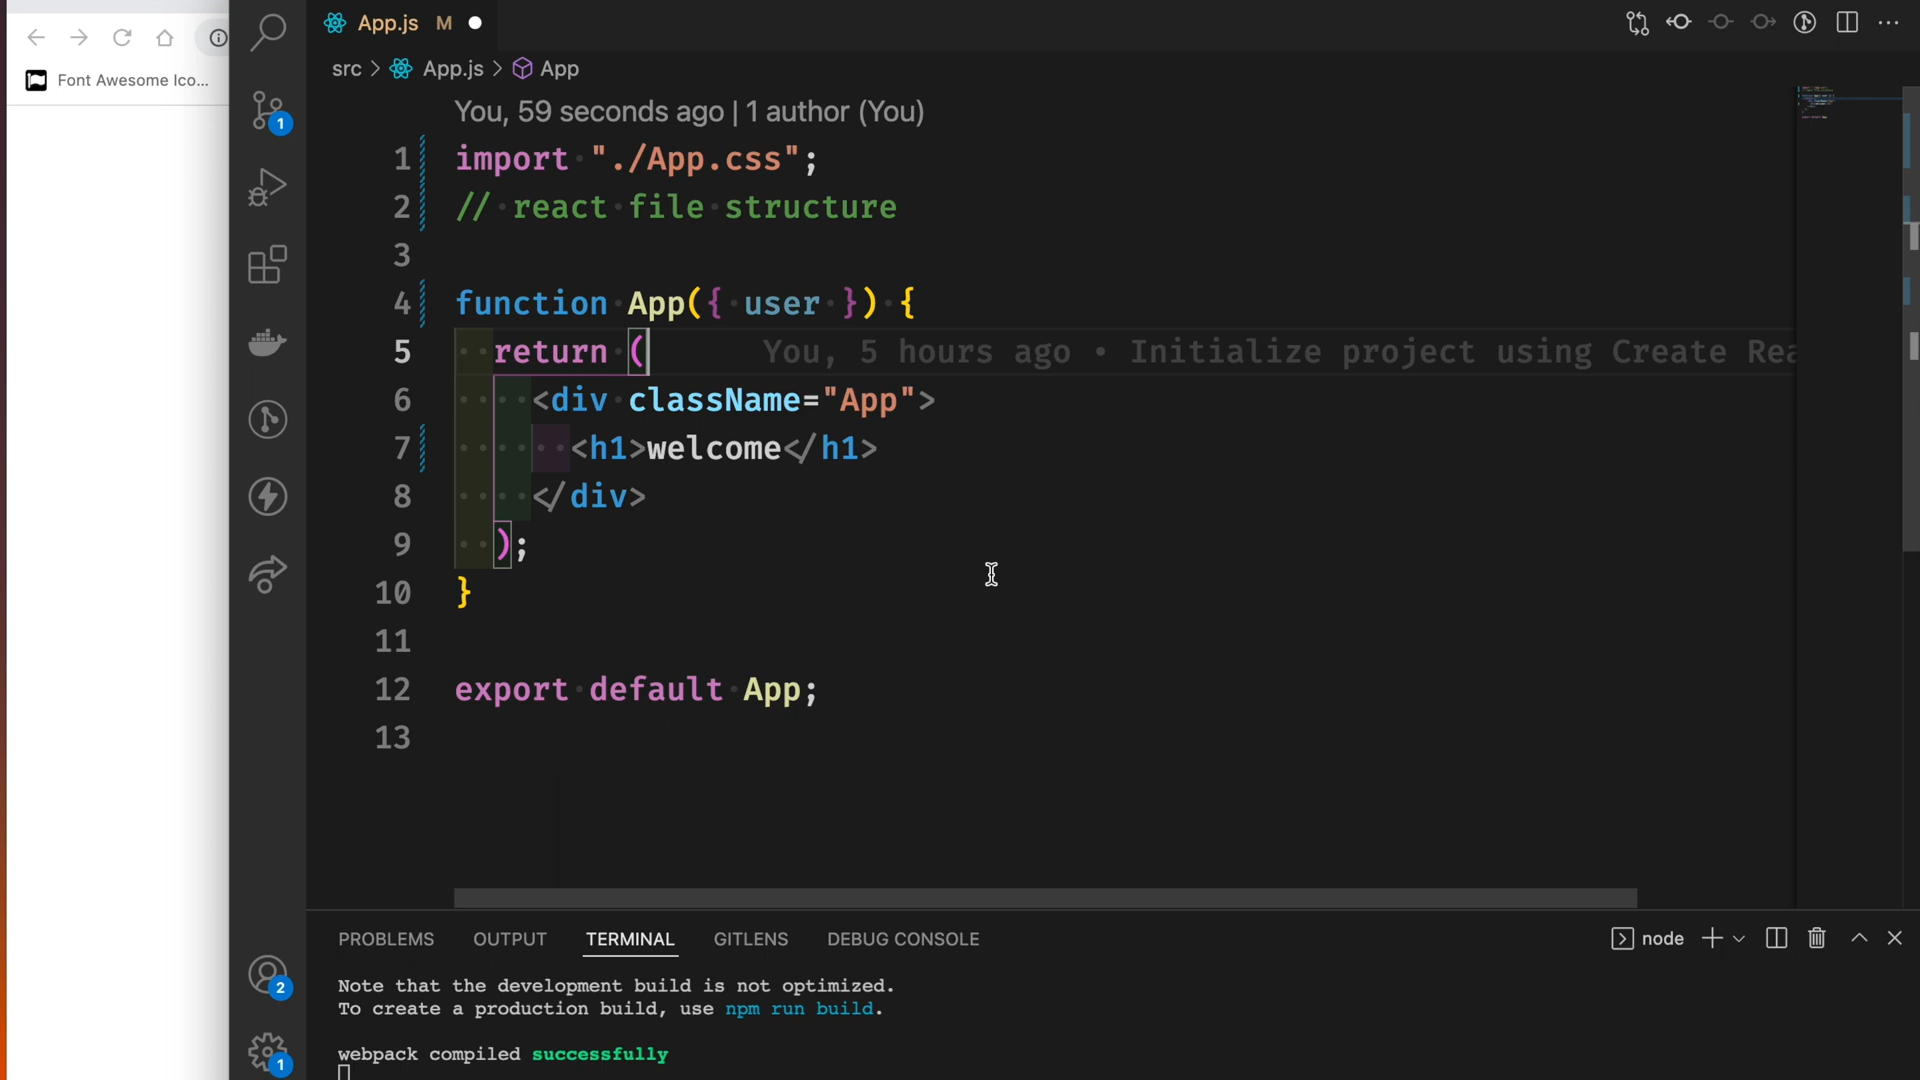 App.js M
Font Awesome Ico...
src > App.js > App
You, 59 seconds ago | 1 author (You)
1 import "./App.css";
2 // react file structure
3
4 function App({ user }) {
5 return ( You, 5 hours ago • Initialize project using Create Rea
6 <div className="App">
7 <h1>welcome</h1>
8 </div>
9 );
10 }
11
12 export default App;
13
1
2
1
PROBLEMS OUTPUT TERMINAL GITLENS DEBUG CONSOLE node
Note that the development build is not optimized.
To create a production build, use npm run build.
webpack compiled successfully